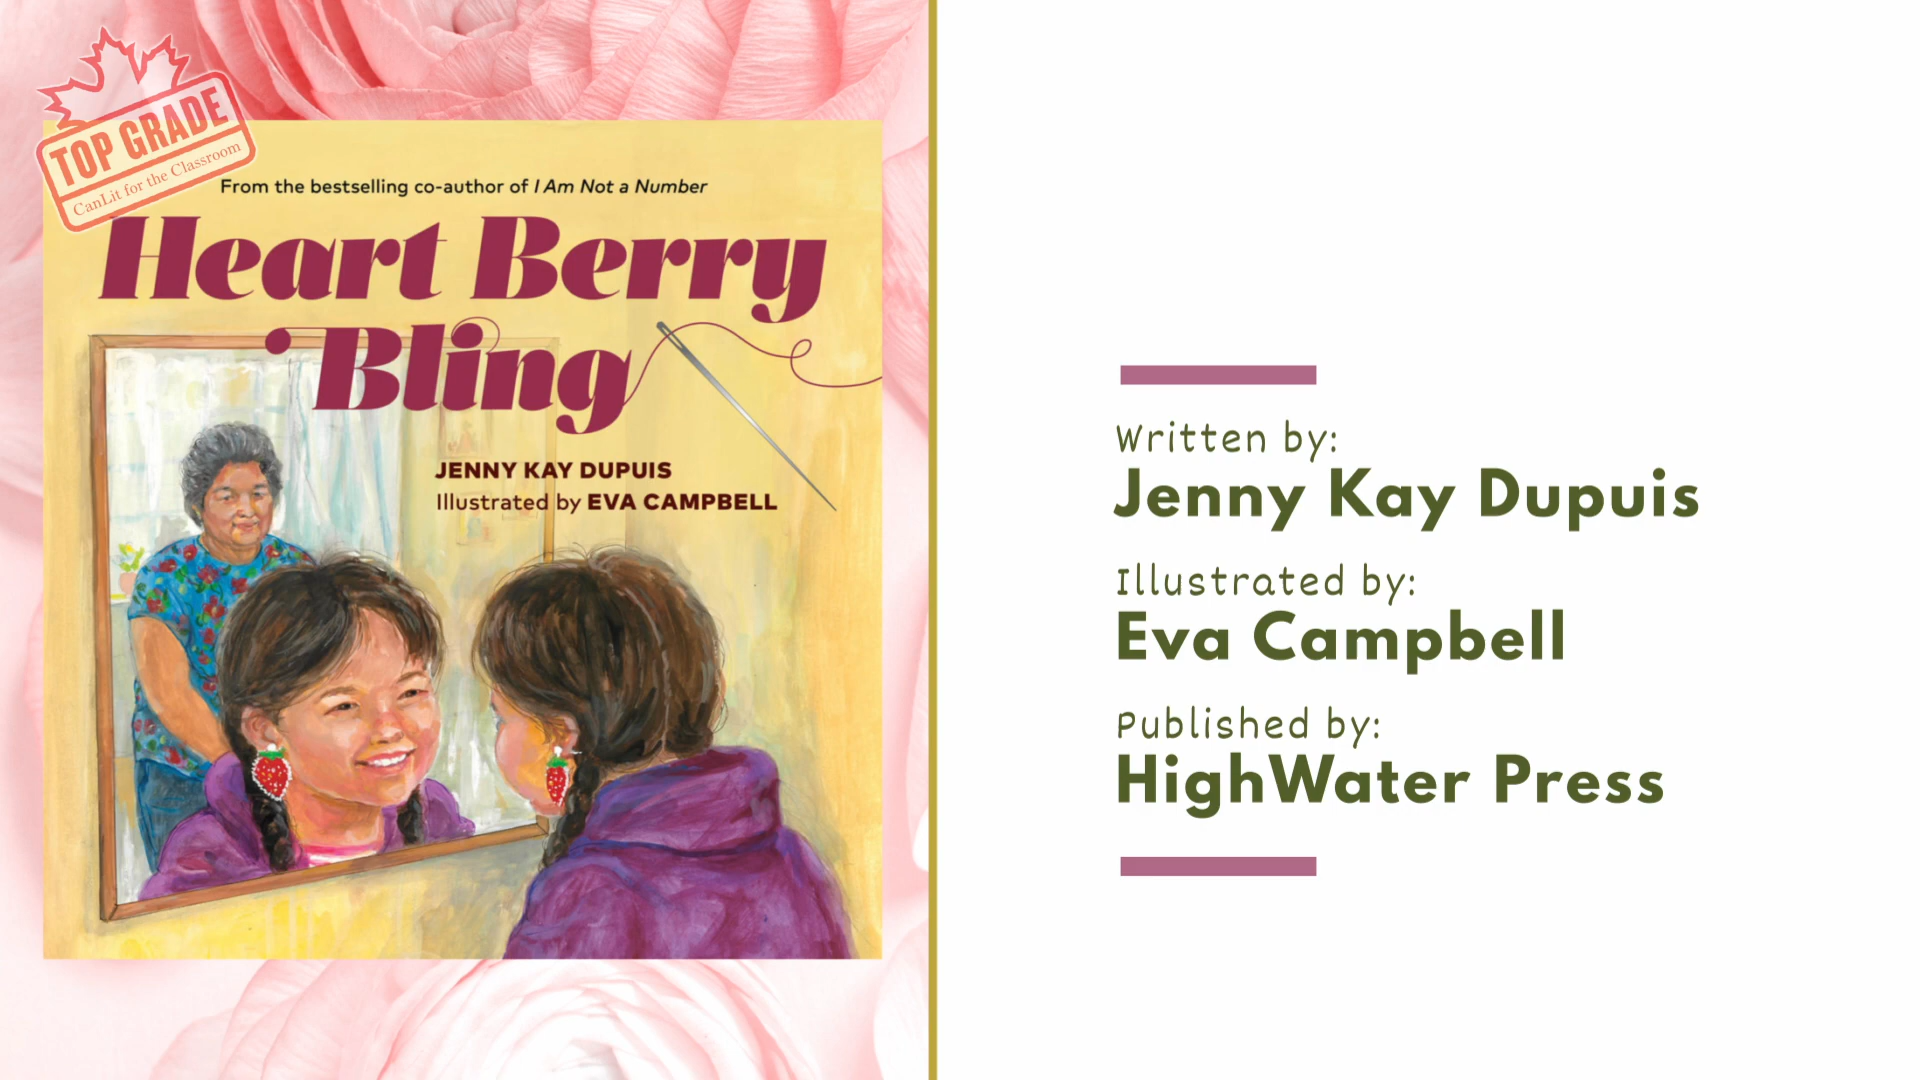 TOP GRADE
CanLit for the Classroom
From the bestselling co-author of I Am Not a Number
Heart Berry
Bling
JENNY KAY DUPUIS
Illustrated by EVA CAMPBELL
Written by:
Jenny Kay Dupuis
Illustrated by:
Eva Campbell
Published by:
HighWater Press